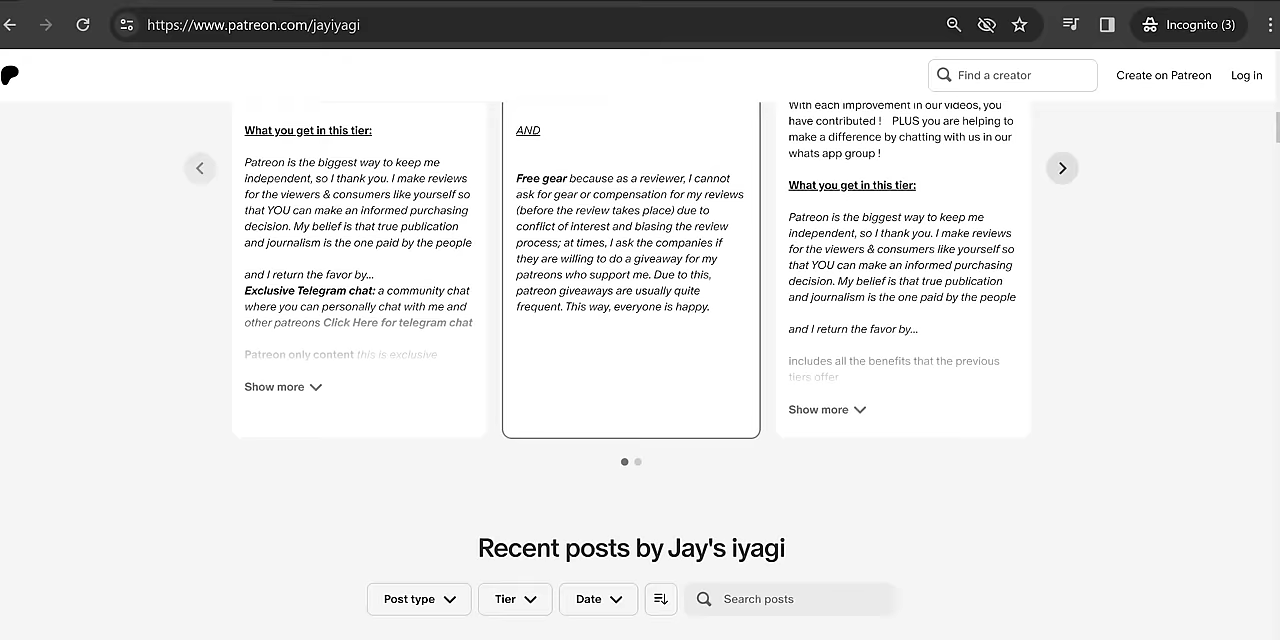 https://www.patreon.com/jayiyagi
Incognito (3)
Find a creator
Create on Patreon
Log in
What you get in this tier:
Patreon is the biggest way to keep me
independent, so I thank you. I make reviews
for the viewers & consumers like yourself so
that YOU can make an informed purchasing
decision. My belief is that true publication
and journalism is the one paid by the people
and I return the favor by...
Exclusive Telegram chat: a community chat
where you can personally chat with me and
other patreons Click Here for telegram chat
Patreon only content this is exclusive
Show more
AND
Free gear because as a reviewer, I cannot
ask for gear or compensation for my reviews
(before the review takes place) due to
conflict of interest and biasing the review
process; at times, I ask the companies if
they are willing to do a giveaway for my
patreons who support me. Due to this,
patreon giveaways are usually quite
frequent. This way, everyone is happy.
With each improvement in our videos, you
have contributed ! PLUS you are helping to
make a difference by chatting with us in our
whats app group !
What you get in this tier:
Patreon is the biggest way to keep me
independent, so I thank you. I make reviews
for the viewers & consumers like yourself so
that YOU can make an informed purchasing
decision. My belief is that true publication
and journalism is the one paid by the people
and I return the favor by...
includes all the benefits that the previous
tiers offer
Show more
Recent posts by Jay's iyagi
Post type
Tier
Date
Search posts